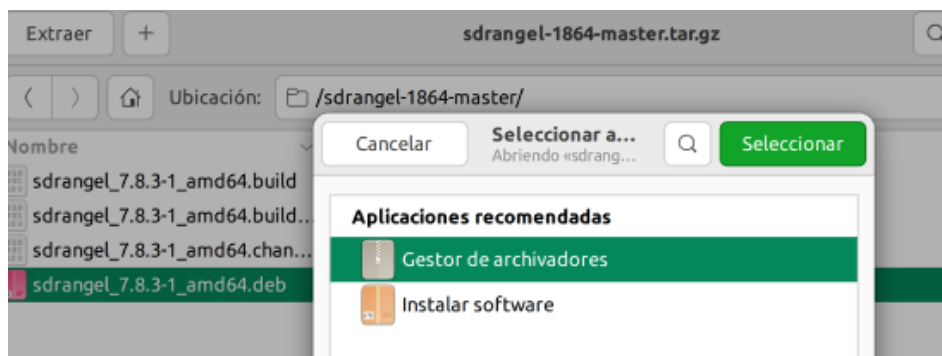 Extraer + sdrangel-1864-master.tar.gz
Ubicación: /sdrangel-1864-master/
Nombre
sdrangel_7.8.3-1_amd64.build
sdrangel_7.8.3-1_amd64.build...
sdrangel_7.8.3-1_amd64.chan...
sdrangel_7.8.3-1_amd64.deb
Cancelar Seleccionar a... Seleccionar
Abriendo «sdrang...
Aplicaciones recomendadas
Gestor de archivadores
Instalar software